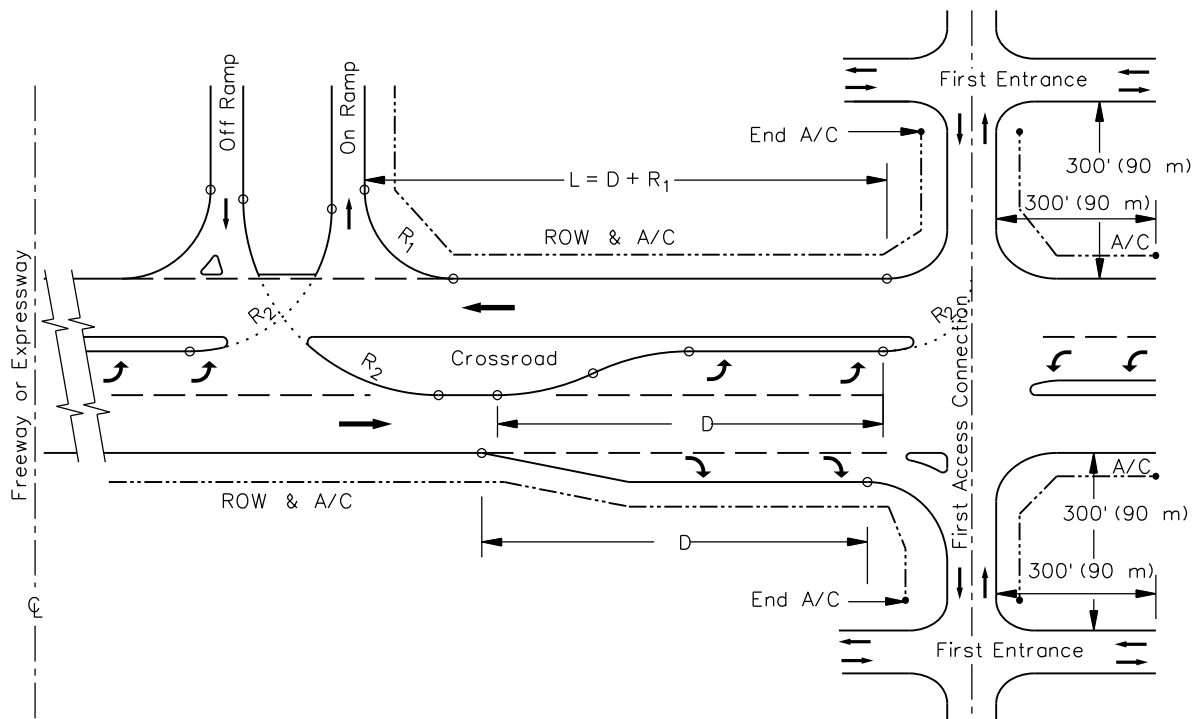 Off Ramp
On Ramp
First Entrance
End A/C
300' (90 m)
L = D + R1
300' (90 m)
R1
ROW & A/C
A/C
R2
R2
Crossroad
R2
Freeway or Expressway
First Access Connection
D
A/C
ROW & A/C
300' (90 m)
D
300' (90 m)
End A/C
℄
First Entrance